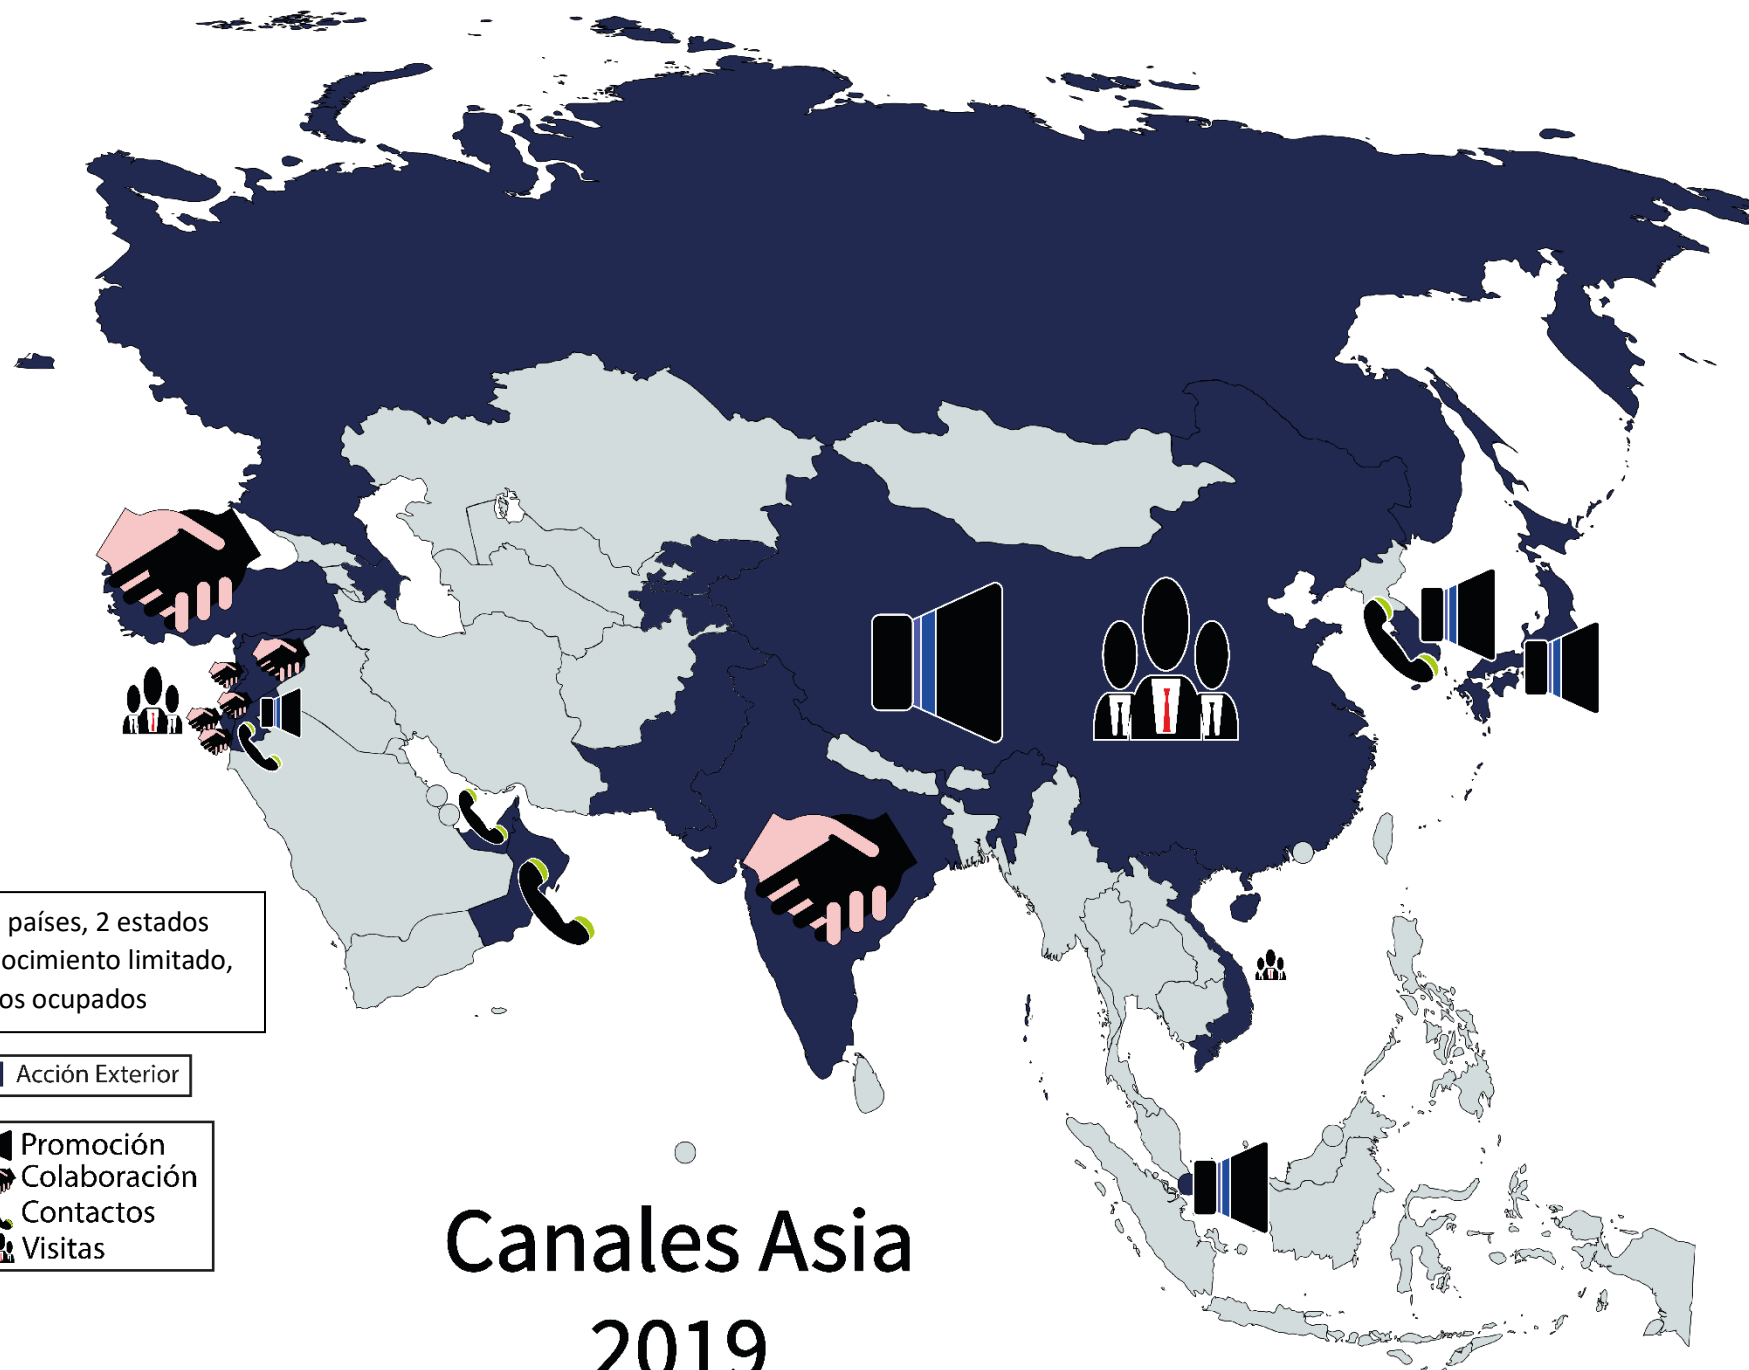 países, 2 estados
ocimiento limitado,
os ocupados
Acción Exterior
Promoción
Colaboración
Contactos
Visitas
Canales Asia
2019